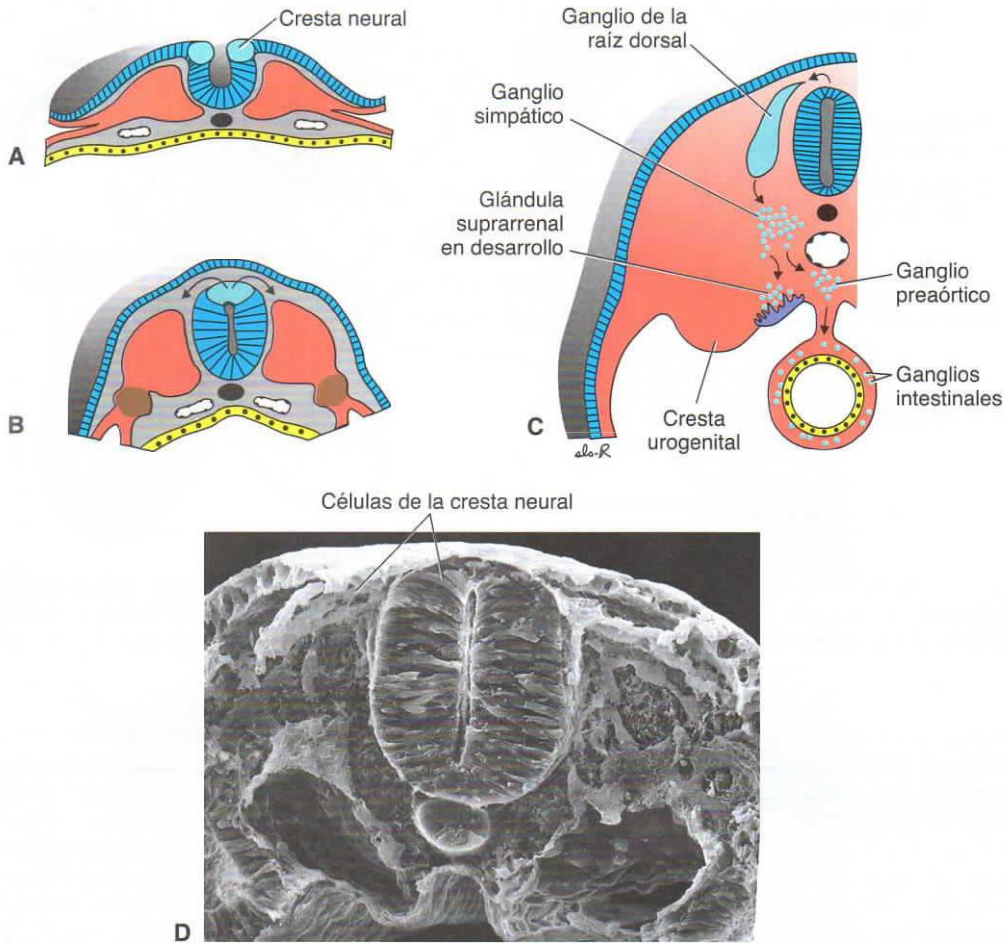 Cresta neural
A
B
Ganglio de la
raíz dorsal
Ganglio
simpático
Glándula
suprarrenal
en desarrollo
Ganglio
preaórtico
Ganglios
intestinales
Cresta
urogenital
C
sls-R
Células de la cresta neural
D